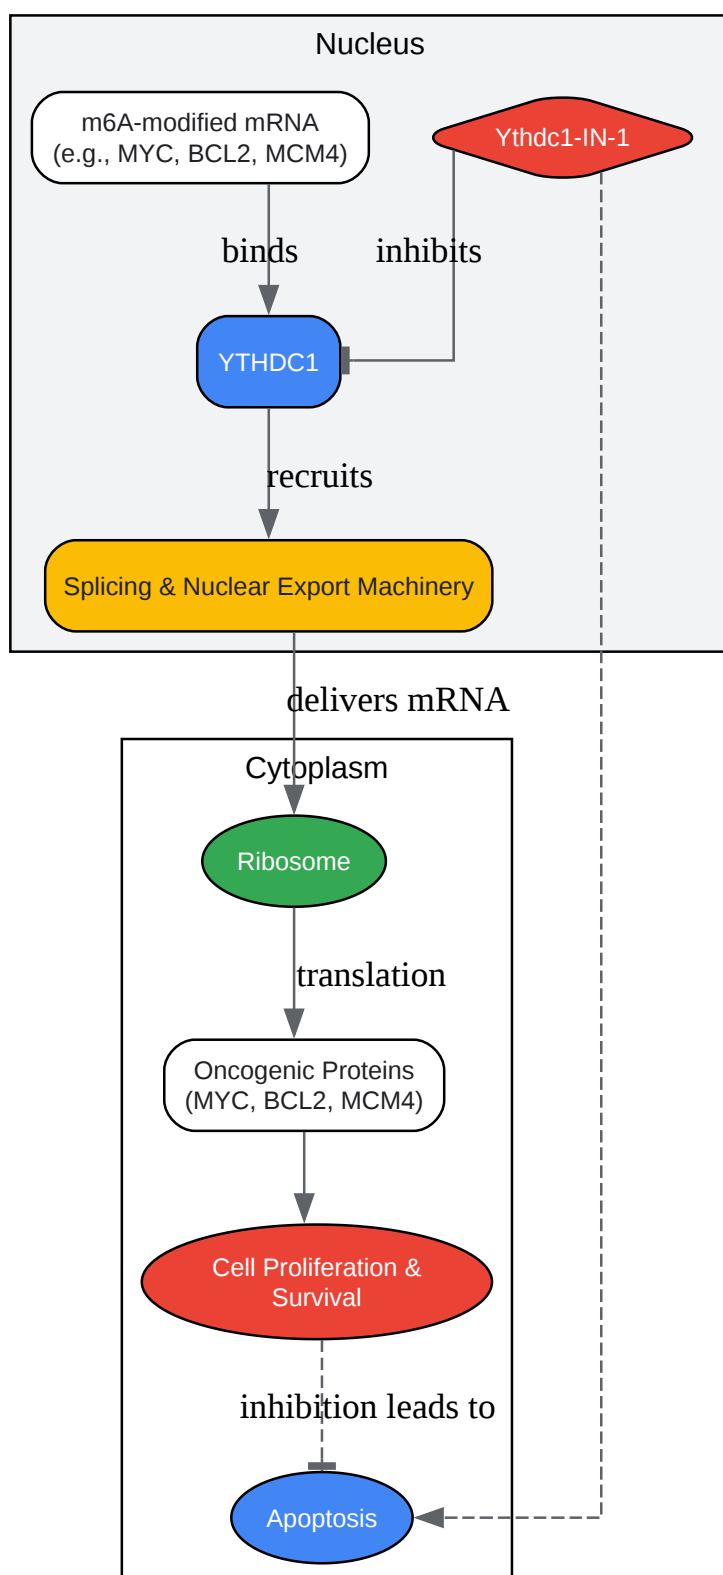 Nucleus
m6A-modified mRNA
(e.g., MYC, BCL2, MCM4)
Ythdc1-IN-1
binds
inhibits
YTHDC1
recruits
Splicing & Nuclear Export Machinery
delivers mRNA
Cytoplasm
Ribosome
translation
Oncogenic Proteins
(MYC, BCL2, MCM4)
Cell Proliferation &
Survival
inhibition leads to
Apoptosis